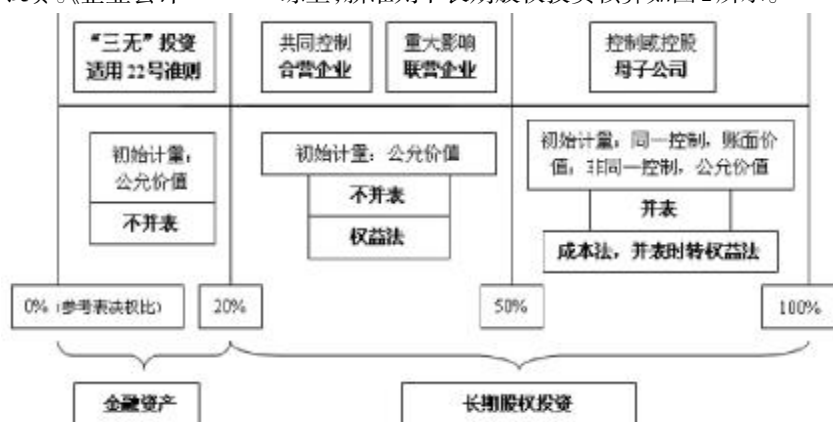 “三无”投资
适用 22 号准则
共同控制
合营企业
重大影响
联营企业
控制或控股
母子公司
初始计量：
公允价值
不并表
初始计量：公允价值
不并表
权益法
初始计量：同一控制，账面价
值；非同一控制，公允价值
并表
成本法，并表时转权益法
0%（参考表决权比）
20%
50%
100%
金融资产
长期股权投资